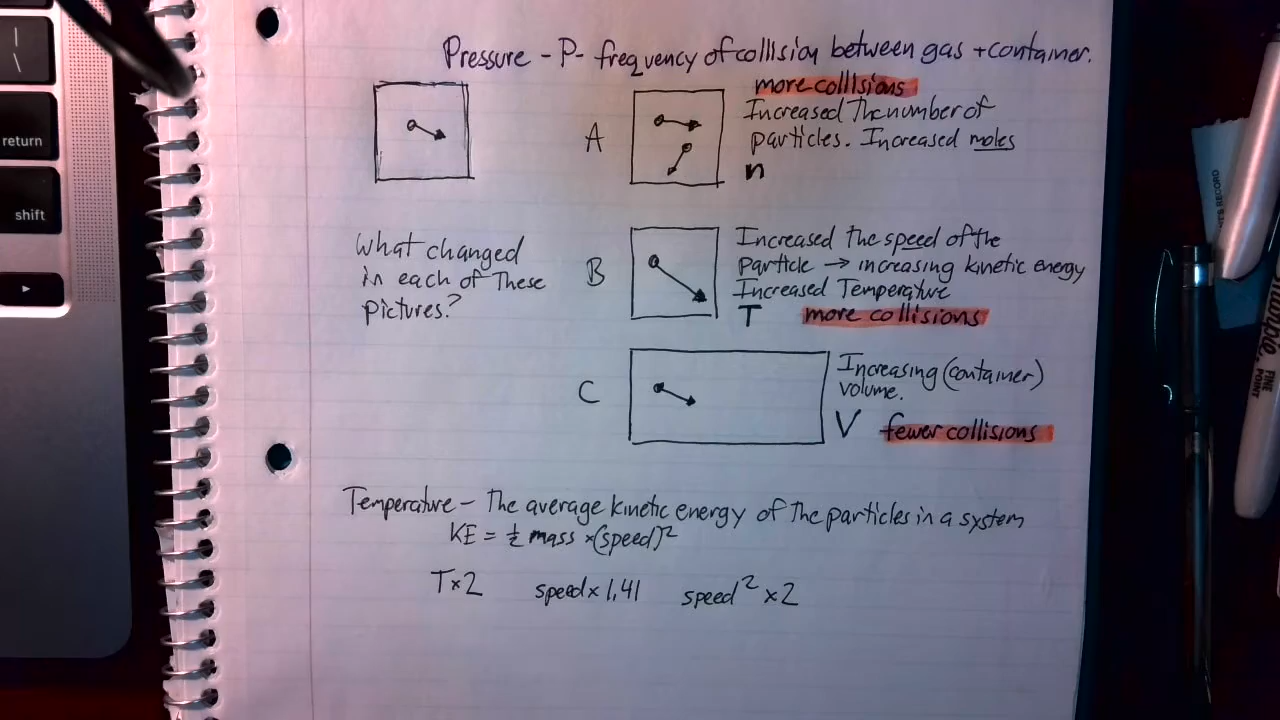 Pressure - P- frequency of collision between gas + container.
more collisions
Increased the number of
particles. Increased moles
A
n
What changed
in each of these
pictures?
B
Increased the speed of the
particle → increasing kinetic energy
Increased Temperature
T more collisions
C
Increasing (container)
volume.
V fewer collisions
Temperature - The average kinetic energy of the particles in a system
KE = ½ mass × (speed)²
T×2 speed × 1.41 speed² × 2
|
\
return
shift
RECORD
FINE
POINT